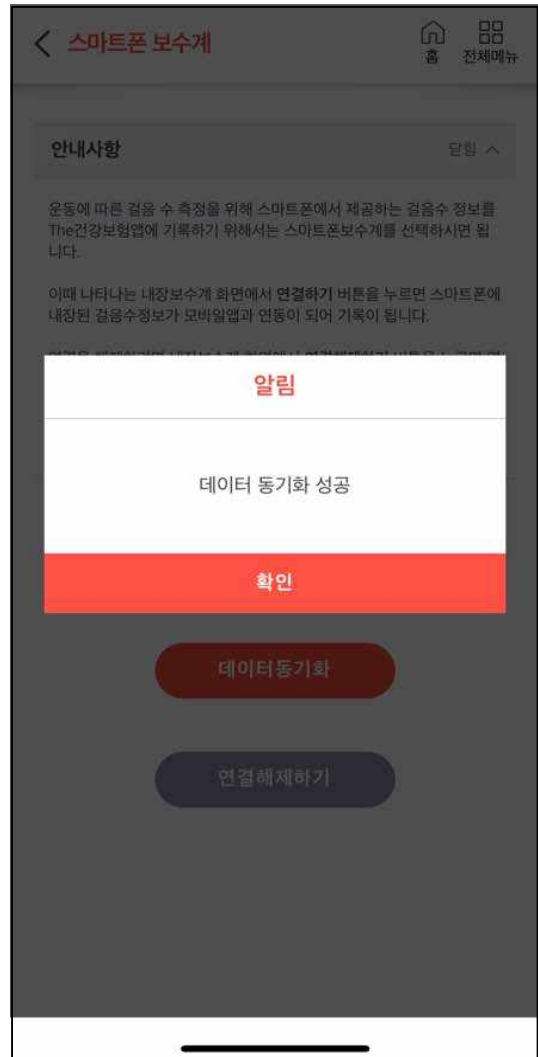 스마트폰 보수계
홈
전체메뉴
안내사항
닫힘
운동에 따른 걸음 수 측정을 위해 스마트폰에서 제공하는 걸음수 정보를
The건강보험앱에 기록하기 위해서는 스마트폰보수계를 선택하시면 됩
니다.
이때 나타나는 내장보수계 화면에서 연결하기 버튼을 누르면 스마트폰에
내장된 걸음수정보가 모바일앱과 연동이 되어 기록이 됩니다.
알림
데이터 동기화 성공
확인
데이터동기화
연결해제하기